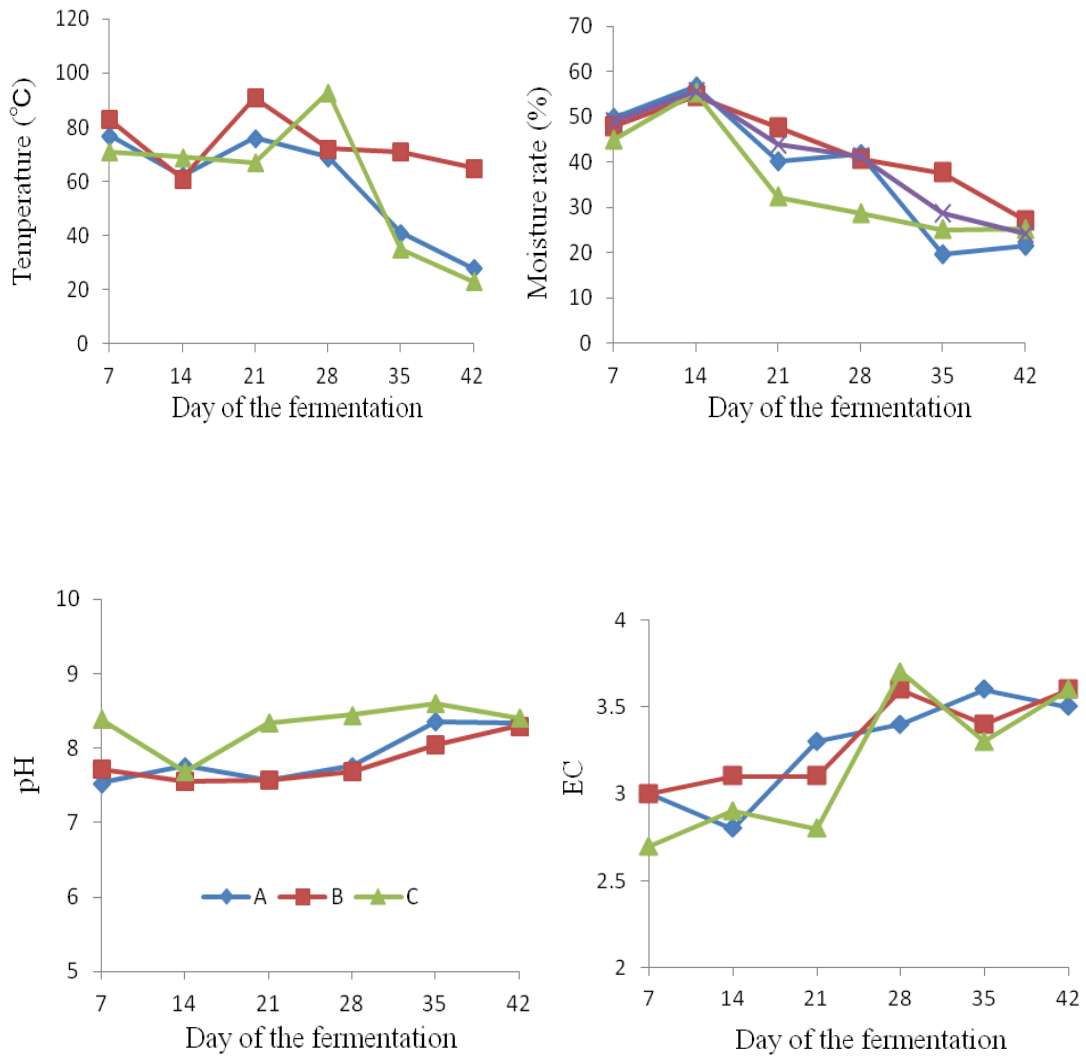 Temperature (°C)
120
100
80
60
40
20
0
7 14 21 28 35 42
Day of the fermentation
Moisture rate (%)
70
60
50
40
30
20
10
0
7 14 21 28 35 42
Day of the fermentation
pH
10
9
8
7
6
5
A B C
7 14 21 28 35 42
Day of the fermentation
EC
4
3.5
3
2.5
2
7 14 21 28 35 42
Day of the fermentation